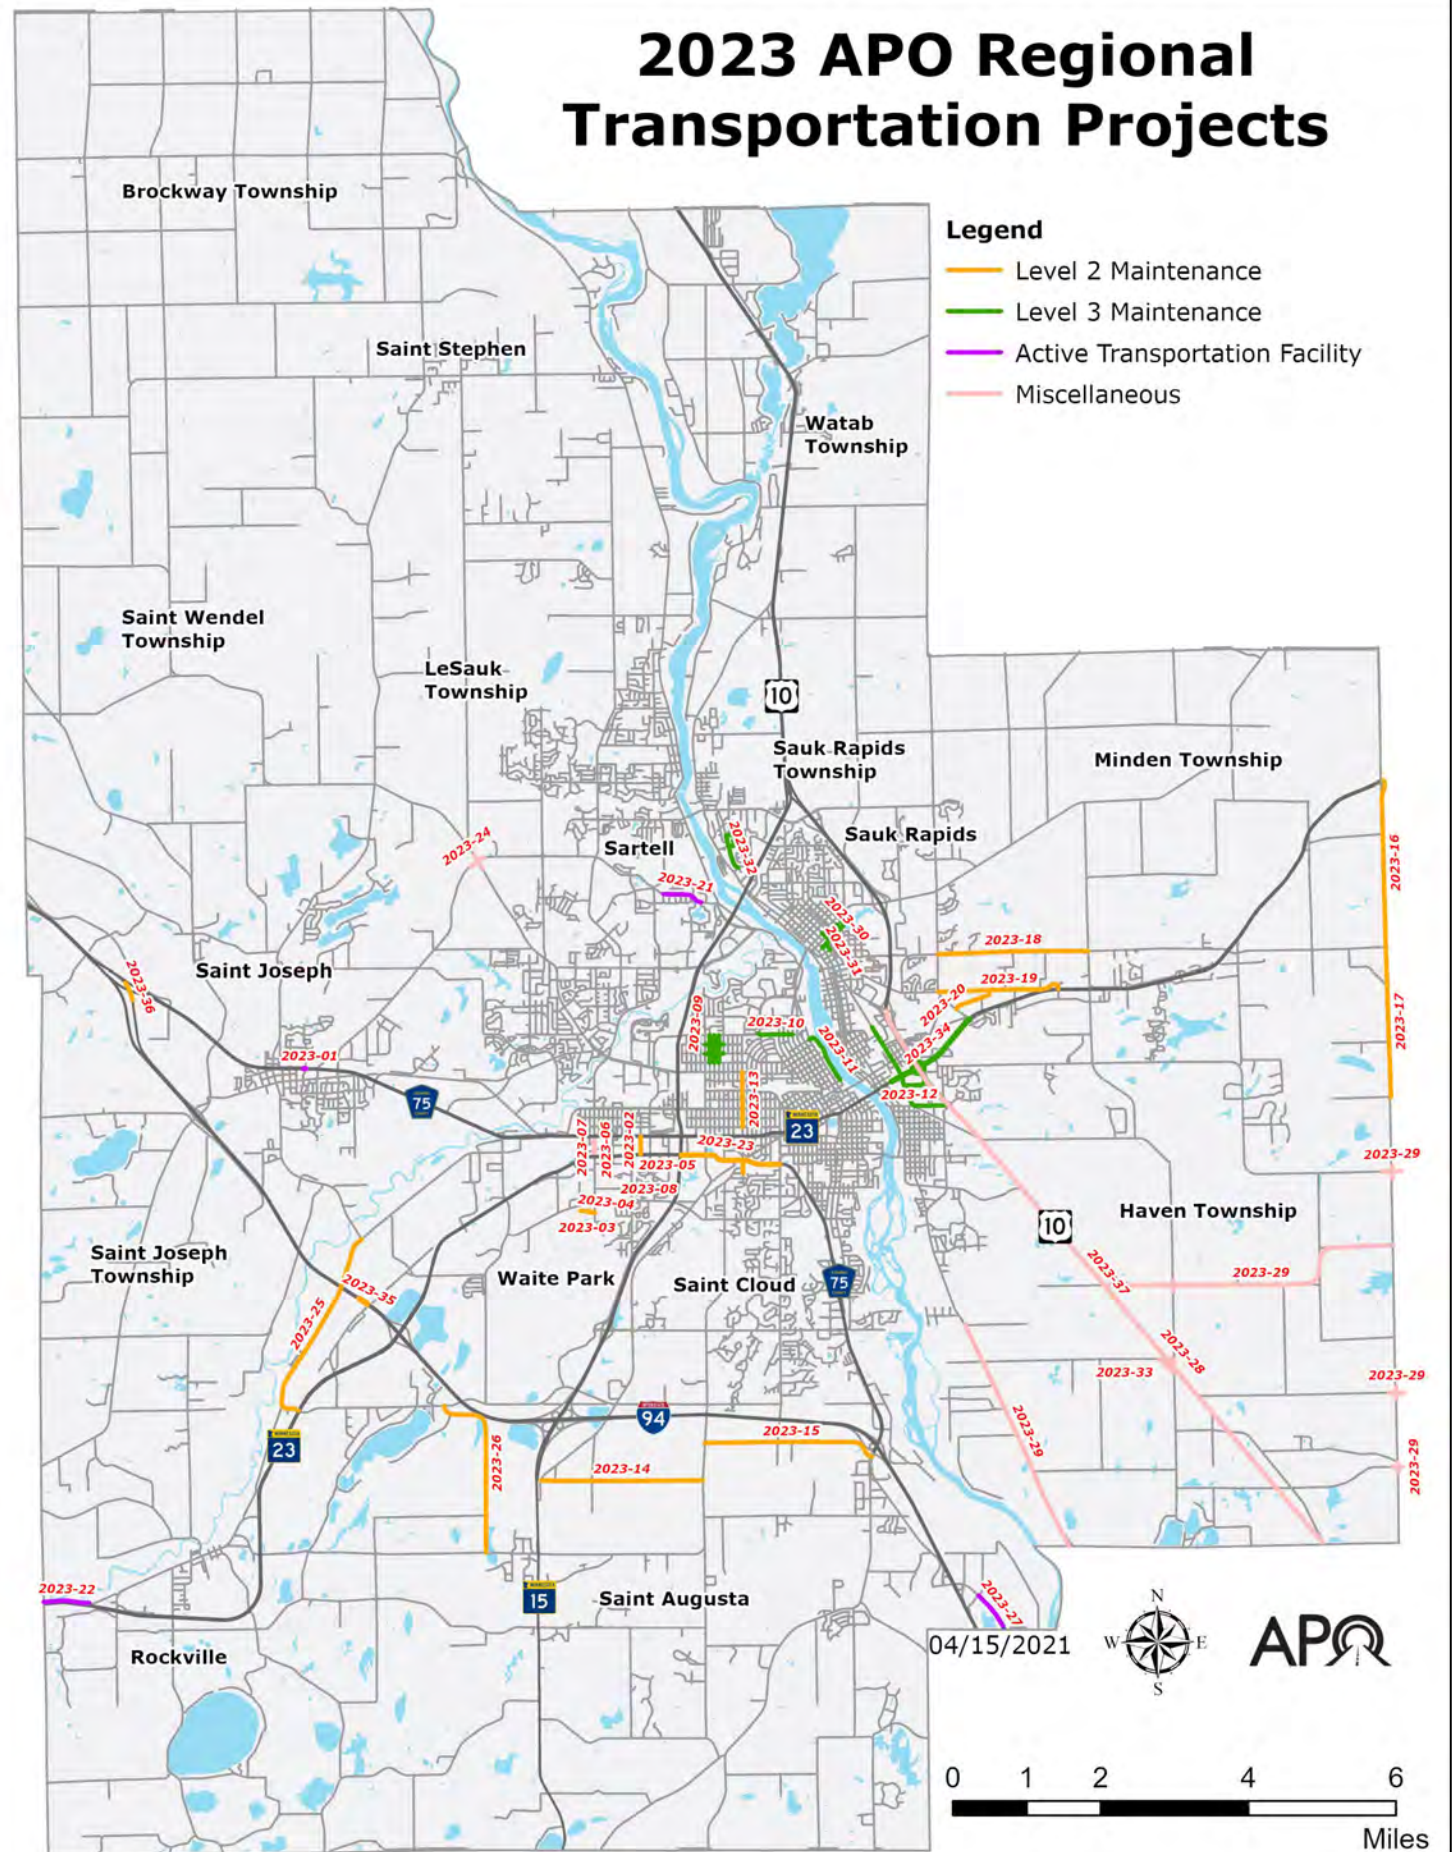 2023 APO Regional
Transportation Projects
Legend
Level 2 Maintenance
Level 3 Maintenance
Active Transportation Facility
Miscellaneous
Brockway Township
Saint Stephen
Watab
Township
Saint Wendel
Township
LeSauk
Township
10
Sauk Rapids
Township
Minden Township
Sauk Rapids
2023-24
Sartell
2023-32
2023-16
2023-21
2023-30
2023-31
2023-18
Saint Joseph
2023-36
2023-19
2023-20
2023-09
2023-10
2023-11
2023-34
2023-17
2023-01
75
2023-13
2023-12
23
2023-07
2023-06
2023-02
2023-23
2023-05
2023-29
2023-08
2023-04
2023-03
Haven Township
10
Saint Joseph
Township
Waite Park
Saint Cloud
75
2023-35
2023-25
2023-37
2023-29
2023-28
2023-33
2023-29
2023-29
94
23
2023-15
2023-14
2023-26
2023-29
2023-22
15
Saint Augusta
2023-27
Rockville
04/15/2021
N
W
E
S
APO
0 1 2 4 6
Miles